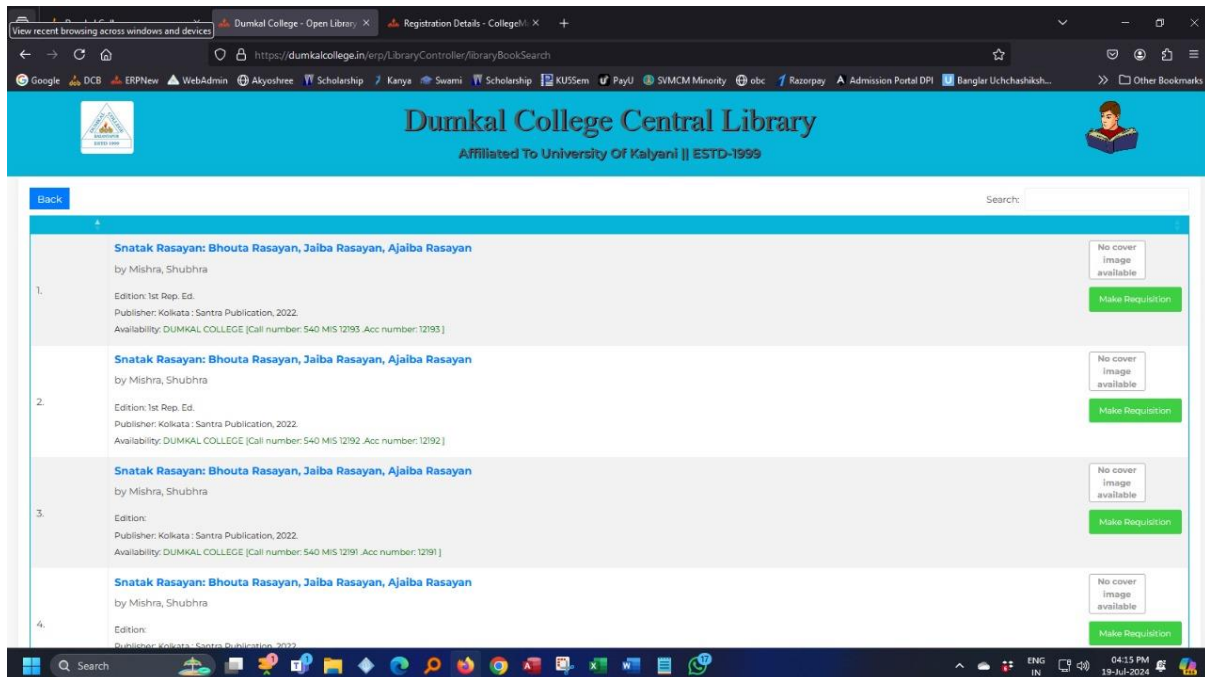 View recent browsing across windows and devices
Dumkal College - Open Library
Registration Details - CollegeM
https://dumkalcollege.in/erp/LibraryController/libraryBookSearch
Google DCB ERPNew WebAdmin Akyoshree Scholarship Kanya Swami Scholarship KUSSem PayU SVMCM Minority obc Razorpay Admission Portal DPI Banglar Uchchashiksh... Other Bookmarks
DUMKAL COLLEGE
ESTD-1999
Dumkal College Central Library
Affiliated To University Of Kalyani || ESTD-1999
Back
Search:
1.
Snatak Rasayan: Bhouta Rasayan, Jaiba Rasayan, Ajaiba Rasayan
by Mishra, Shubhra
Edition: 1st Rep. Ed.
Publisher: Kolkata : Santra Publication, 2022.
Availability: DUMKAL COLLEGE [Call number: 540 MIS 12193 .Acc number: 12193 ]
No cover
image
available
Make Requisition
2.
Snatak Rasayan: Bhouta Rasayan, Jaiba Rasayan, Ajaiba Rasayan
by Mishra, Shubhra
Edition: 1st Rep. Ed.
Publisher: Kolkata : Santra Publication, 2022.
Availability: DUMKAL COLLEGE [Call number: 540 MIS 12192 .Acc number: 12192 ]
No cover
image
available
Make Requisition
3.
Snatak Rasayan: Bhouta Rasayan, Jaiba Rasayan, Ajaiba Rasayan
by Mishra, Shubhra
Edition:
Publisher: Kolkata : Santra Publication, 2022.
Availability: DUMKAL COLLEGE [Call number: 540 MIS 12191 .Acc number: 12191 ]
No cover
image
available
Make Requisition
4.
Snatak Rasayan: Bhouta Rasayan, Jaiba Rasayan, Ajaiba Rasayan
by Mishra, Shubhra
Edition:
Publisher: Kolkata : Santra Publication, 2022.
No cover
image
available
Make Requisition
Search
ENG
IN
04:15 PM
19-Jul-2024